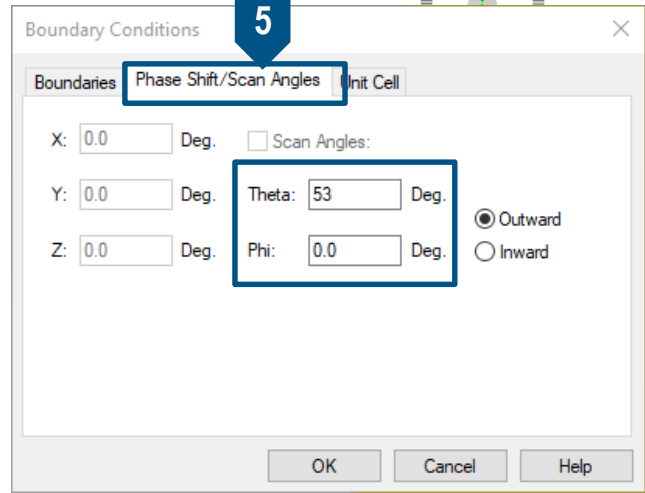 5
Boundary Conditions
Boundaries Phase Shift/Scan Angles Unit Cell
X: 0.0 Deg. Scan Angles:
Y: 0.0 Deg. Theta: 53 Deg.
Outward
Z: 0.0 Deg. Phi: 0.0 Deg.
Inward
OK Cancel Help